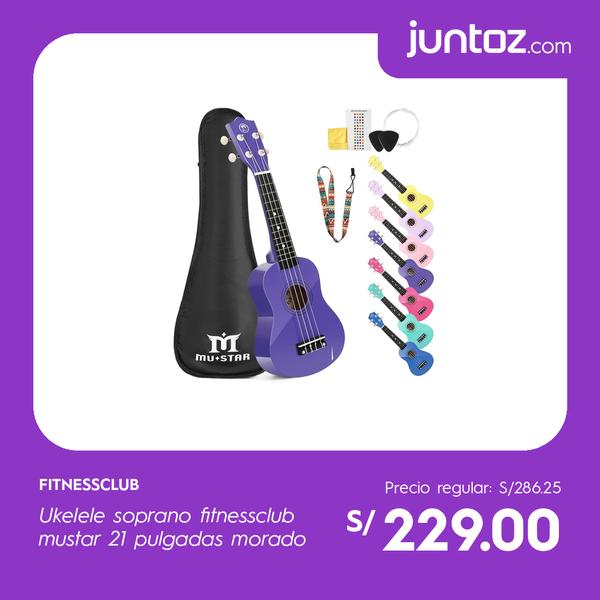 juntoz.com
MU★STAR
FITNESSCLUB
Ukelele soprano fitnessclub
mustar 21 pulgadas morado
Precio regular: S/286.25
S/229.00